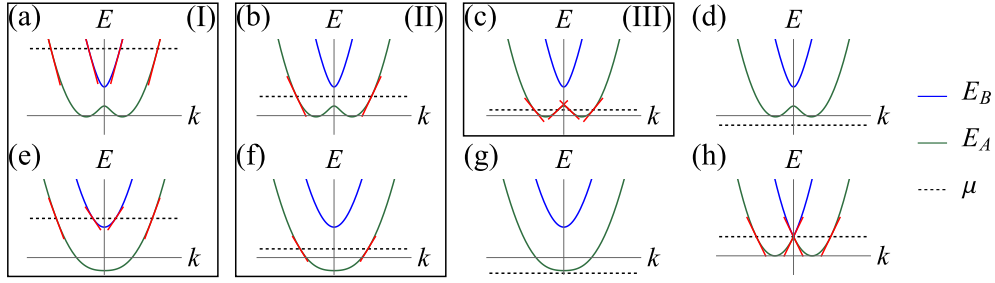 (a) E (I) (b) E (II) (c) E (III) (d) E
k k k k
E_B
E_A
μ
(e) E (f) E (g) E (h) E
k k k k